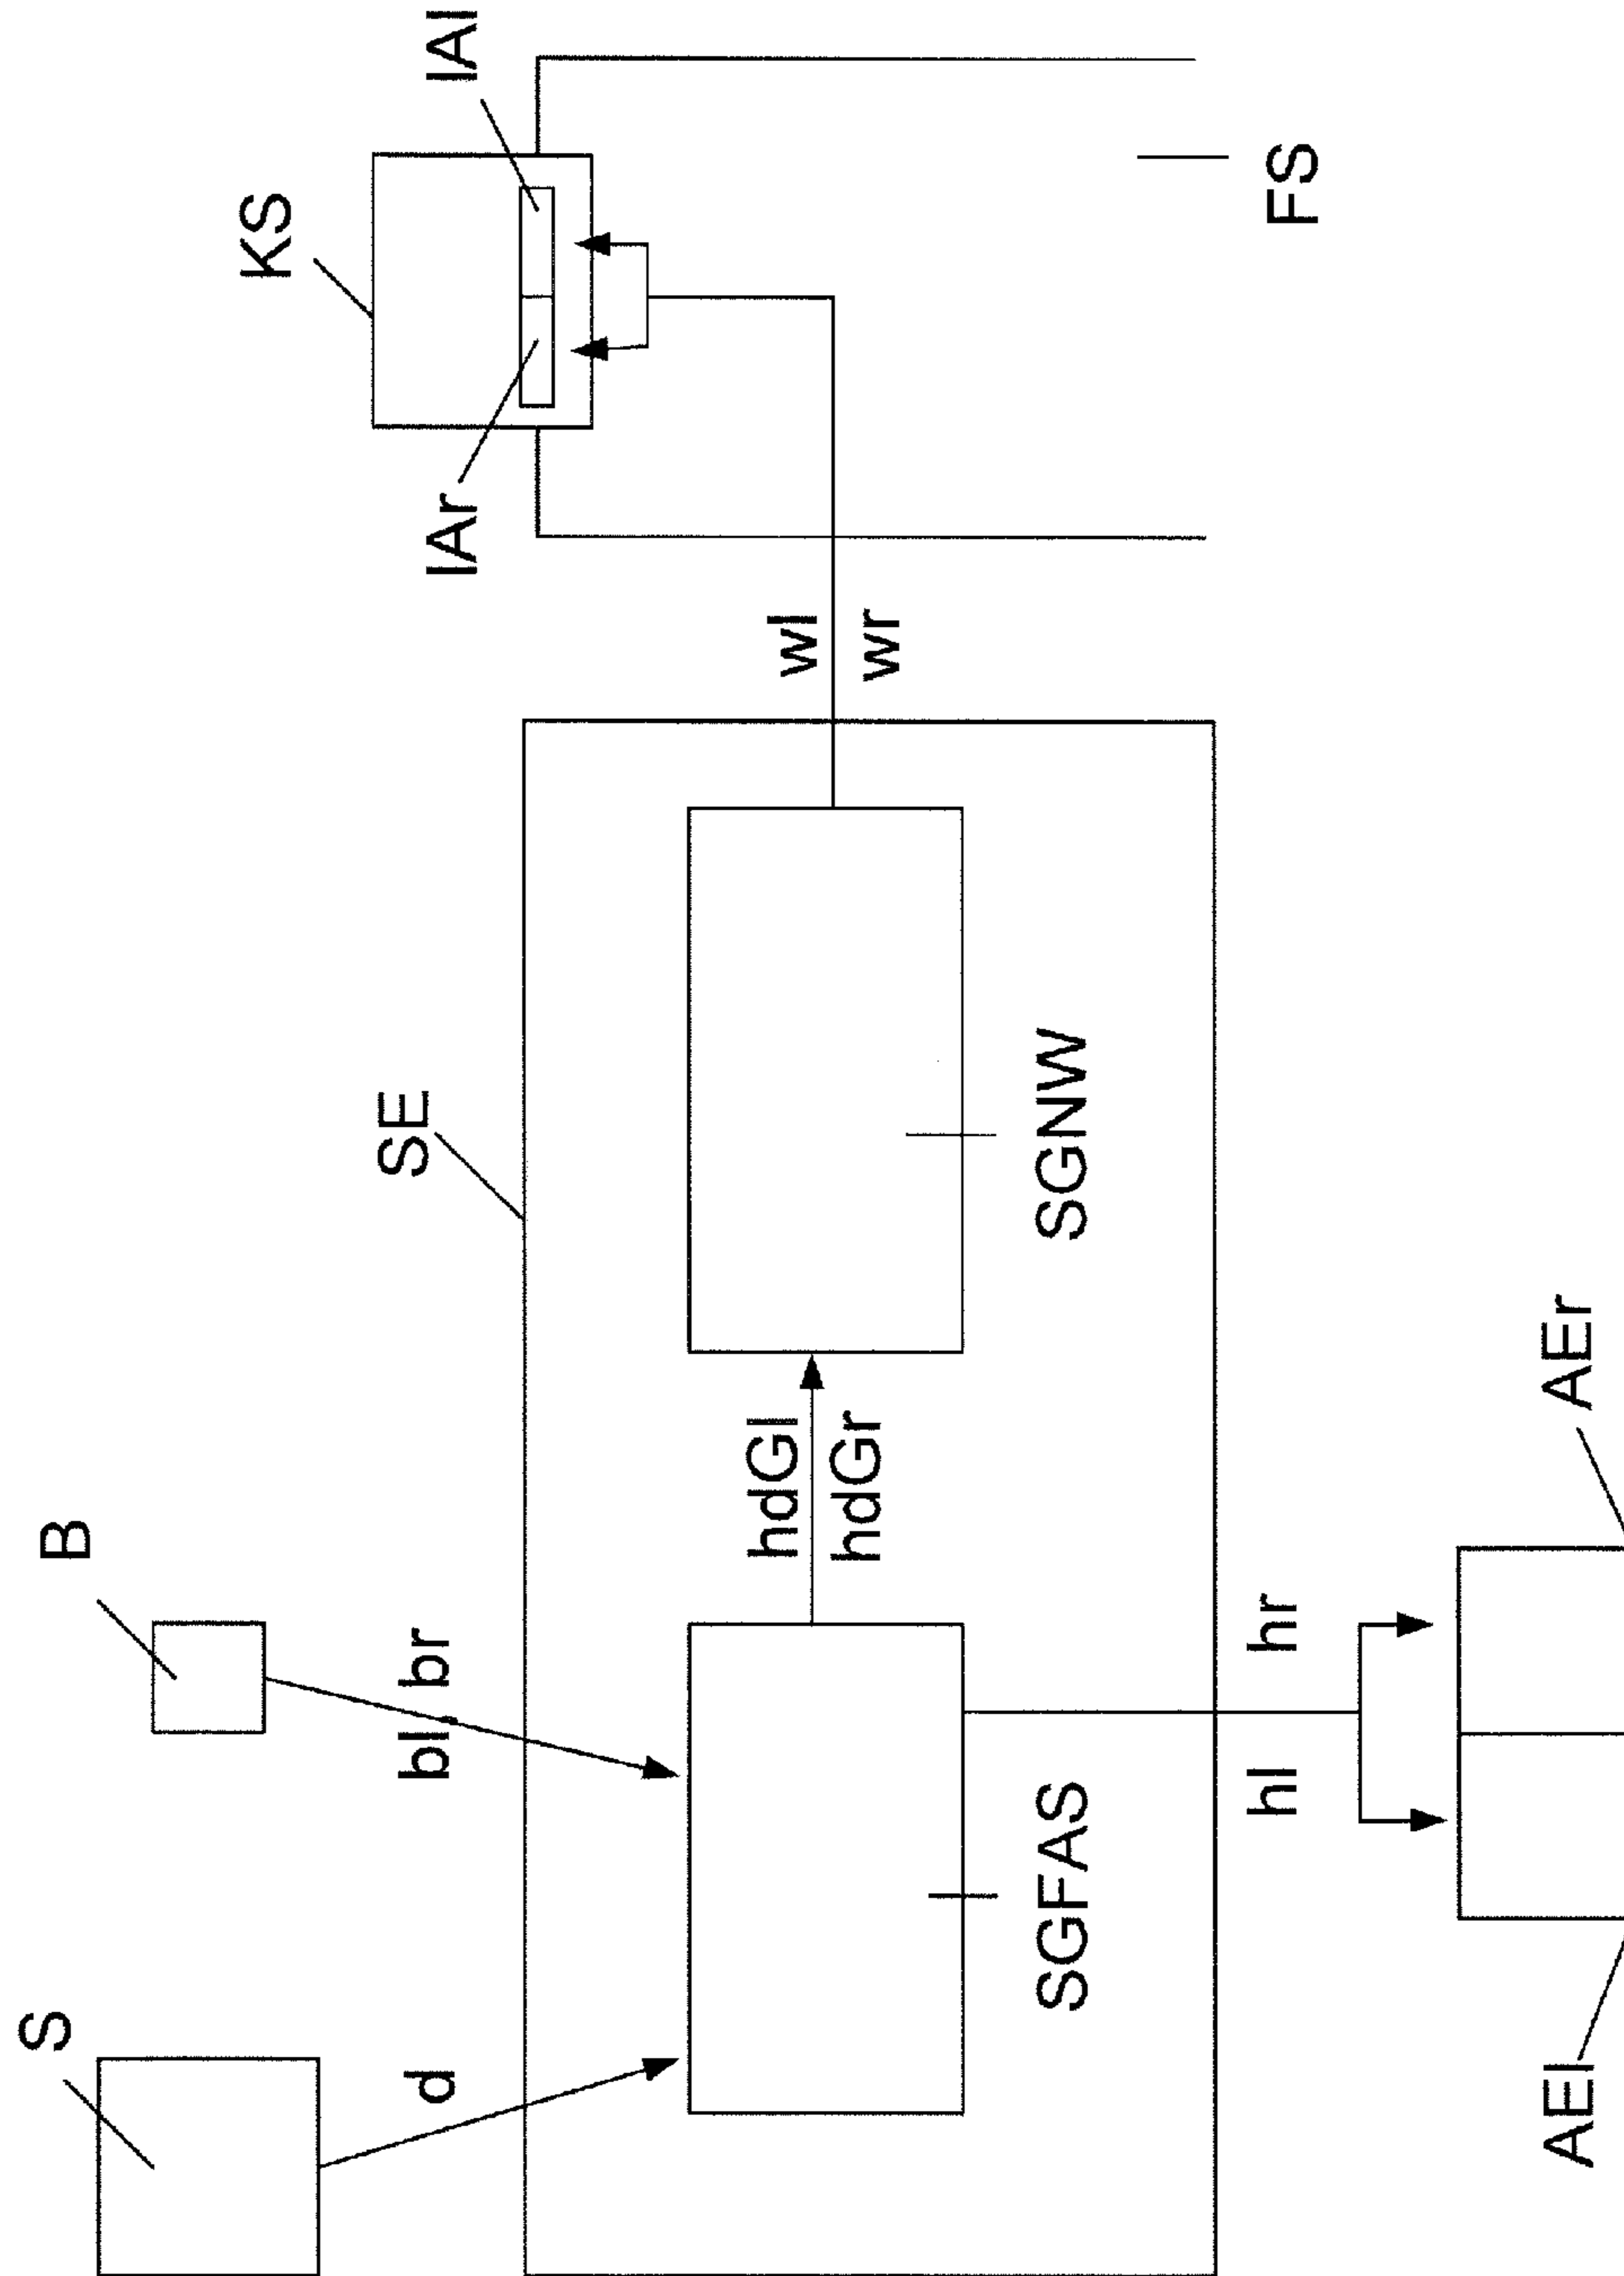 S
B
KS
d
bl, br
SE
IAr
IAl
hdGl
hdGr
wl
wr
SGFAS
SGNW
hl
hr
FS
AEl
AEr